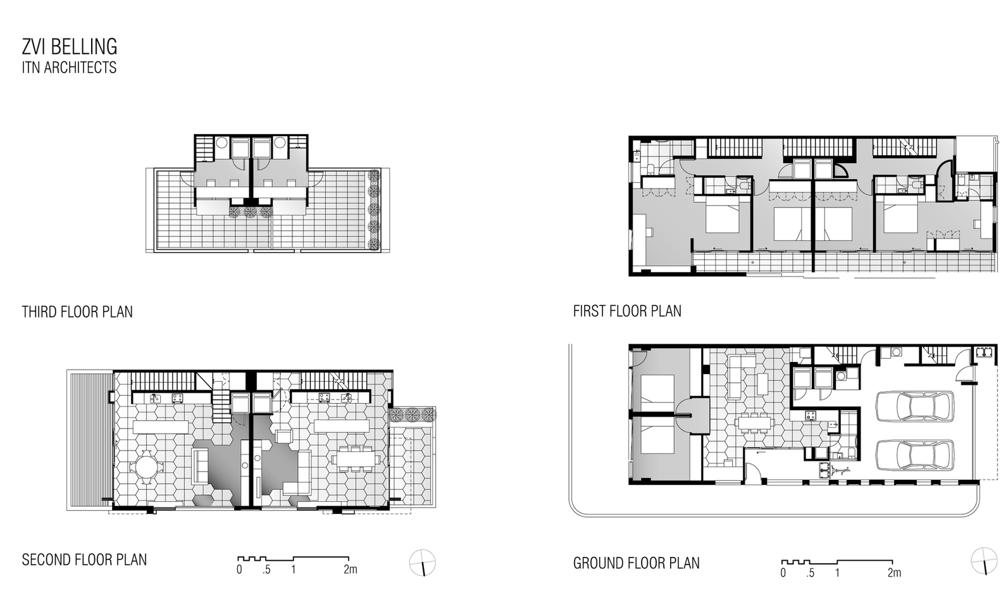 ZVI BELLING
ITN ARCHITECTS
THIRD FLOOR PLAN
FIRST FLOOR PLAN
SECOND FLOOR PLAN
0 .5 1 2m
GROUND FLOOR PLAN
0 .5 1 2m